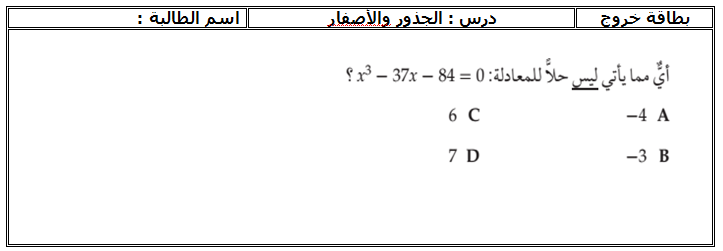 بطاقة خروج درس : الجذور والأصفار اسم الطالبة :
أيٌّ مما يأتي ليس حلاًّ للمعادلة: x³ − 37x − 84 = 0 ؟
−4 A 6 C
−3 B 7 D